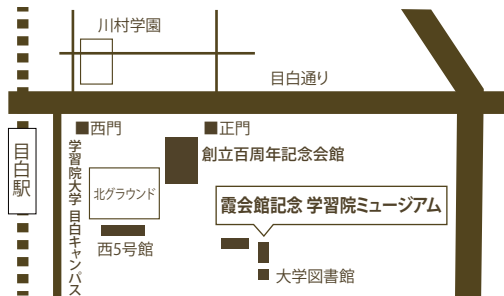 川村学園
目白通り
■西門
■正門
目白駅
学習院大学 目白キャンパス
創立百周年記念会館
北グラウンド
霞会館記念 学習院ミュージアム
西5号館
大学図書館